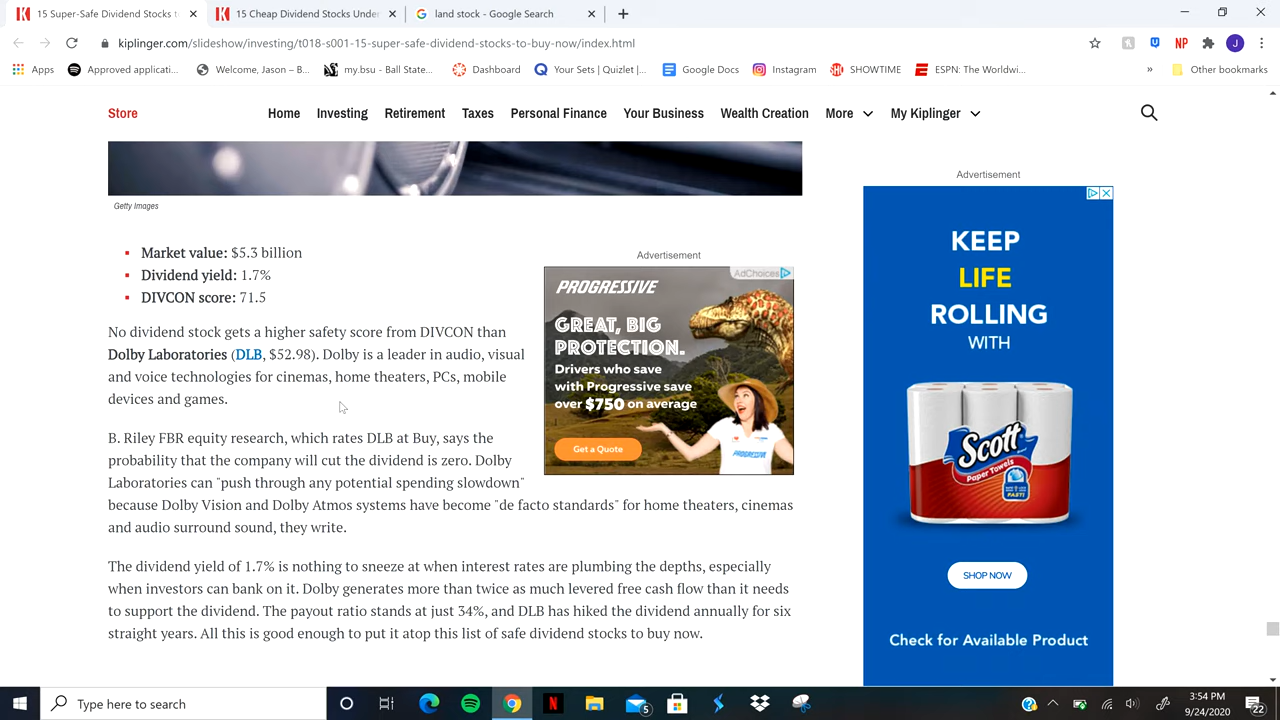 15 Super-Safe Dividend Stocks t
15 Cheap Dividend Stocks Under
land stock - Google Search
kiplinger.com/slideshow/investing/t018-s001-15-super-safe-dividend-stocks-to-buy-now/index.html
Apps
Approved applicati...
Welcome, Jason – B...
my.bsu - Ball State...
Dashboard
Your Sets | Quizlet |...
Google Docs
Instagram
SHOWTIME
ESPN: The Worldwi...
»
Other bookmarks
Store
Home
Investing
Retirement
Taxes
Personal Finance
Your Business
Wealth Creation
More
My Kiplinger
Getty Images
Market value: $5.3 billion
Dividend yield: 1.7%
DIVCON score: 71.5
No dividend stock gets a higher safety score from DIVCON than
Dolby Laboratories (DLB, $52.98). Dolby is a leader in audio, visual
and voice technologies for cinemas, home theaters, PCs, mobile
devices and games.
B. Riley FBR equity research, which rates DLB at Buy, says the
probability that the company will cut the dividend is zero. Dolby
Laboratories can "push through any potential spending slowdown"
because Dolby Vision and Dolby Atmos systems have become "de facto standards" for home theaters, cinemas
and audio surround sound, they write.
The dividend yield of 1.7% is nothing to sneeze at when interest rates are plumbing the depths, especially
when investors can bank on it. Dolby generates more than twice as much levered free cash flow than it needs
to support the dividend. The payout ratio stands at just 34%, and DLB has hiked the dividend annually for six
straight years. All this is good enough to put it atop this list of safe dividend stocks to buy now.
Advertisement
AdChoices
PROGRESSIVE
GREAT, BIG
PROTECTION.
Drivers who save
with Progressive save
over $750 on average
Get a Quote
PROGRESSIVE
Advertisement
KEEP
LIFE
ROLLING
WITH
Scott
Paper Towels
SHOP NOW
Check for Available Product
Type here to search
5
3:54 PM
9/24/2020
22
NP
J